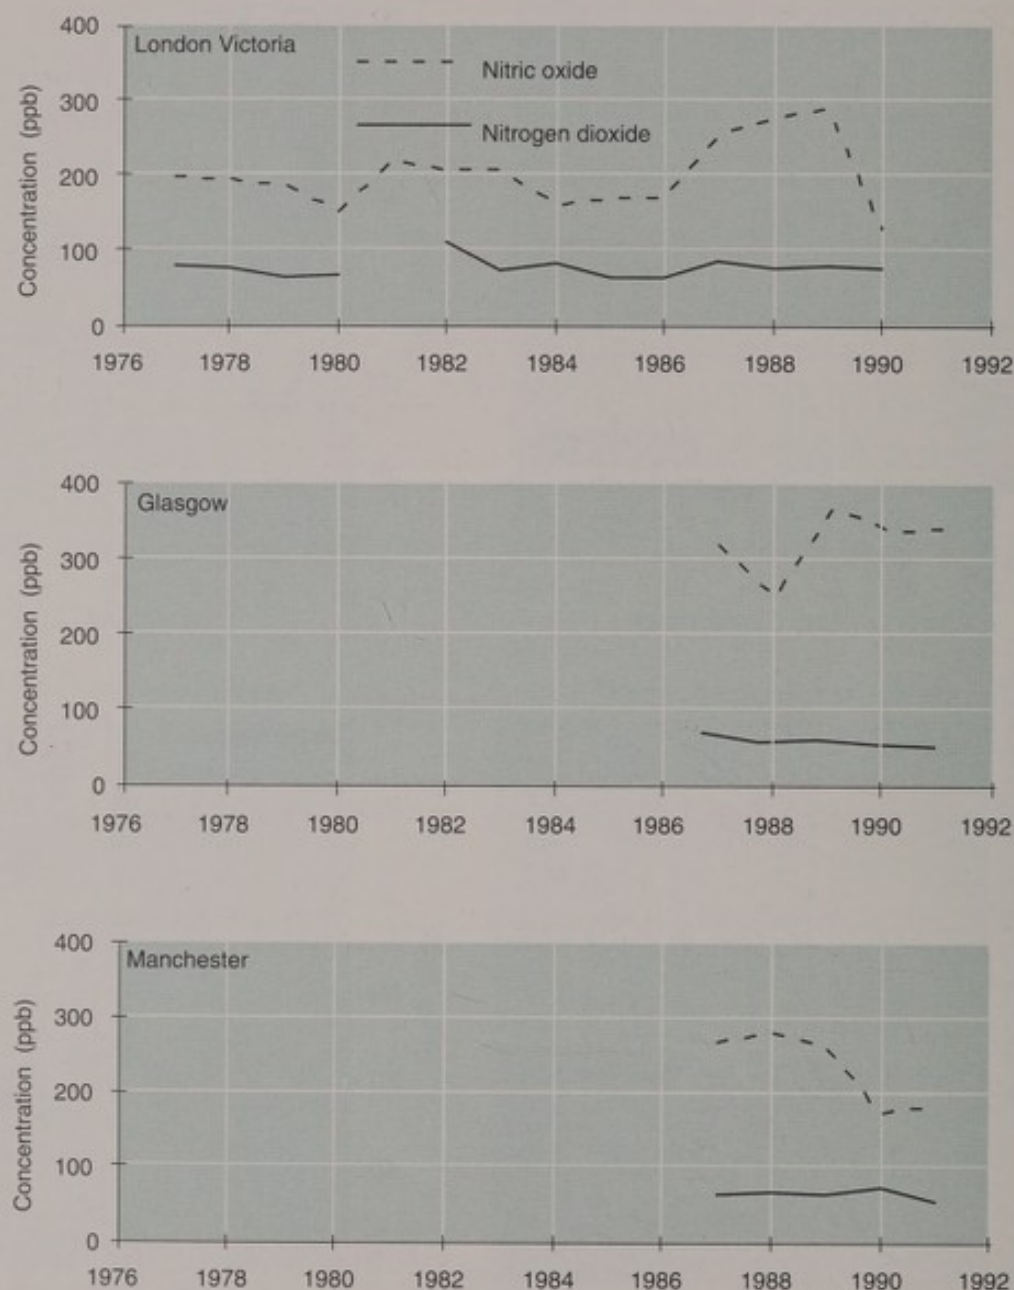 400
London Victoria
Nitric oxide
300
Nitrogen dioxide
200
100
0
Concentration (ppb)
1976 1978 1980 1982 1984 1986 1988 1990 1992
400
Glasgow
300
200
100
0
Concentration (ppb)
1976 1978 1980 1982 1984 1986 1988 1990 1992
400
Manchester
300
200
100
0
Concentration (ppb)
1976 1978 1980 1982 1984 1986 1988 1990 1992